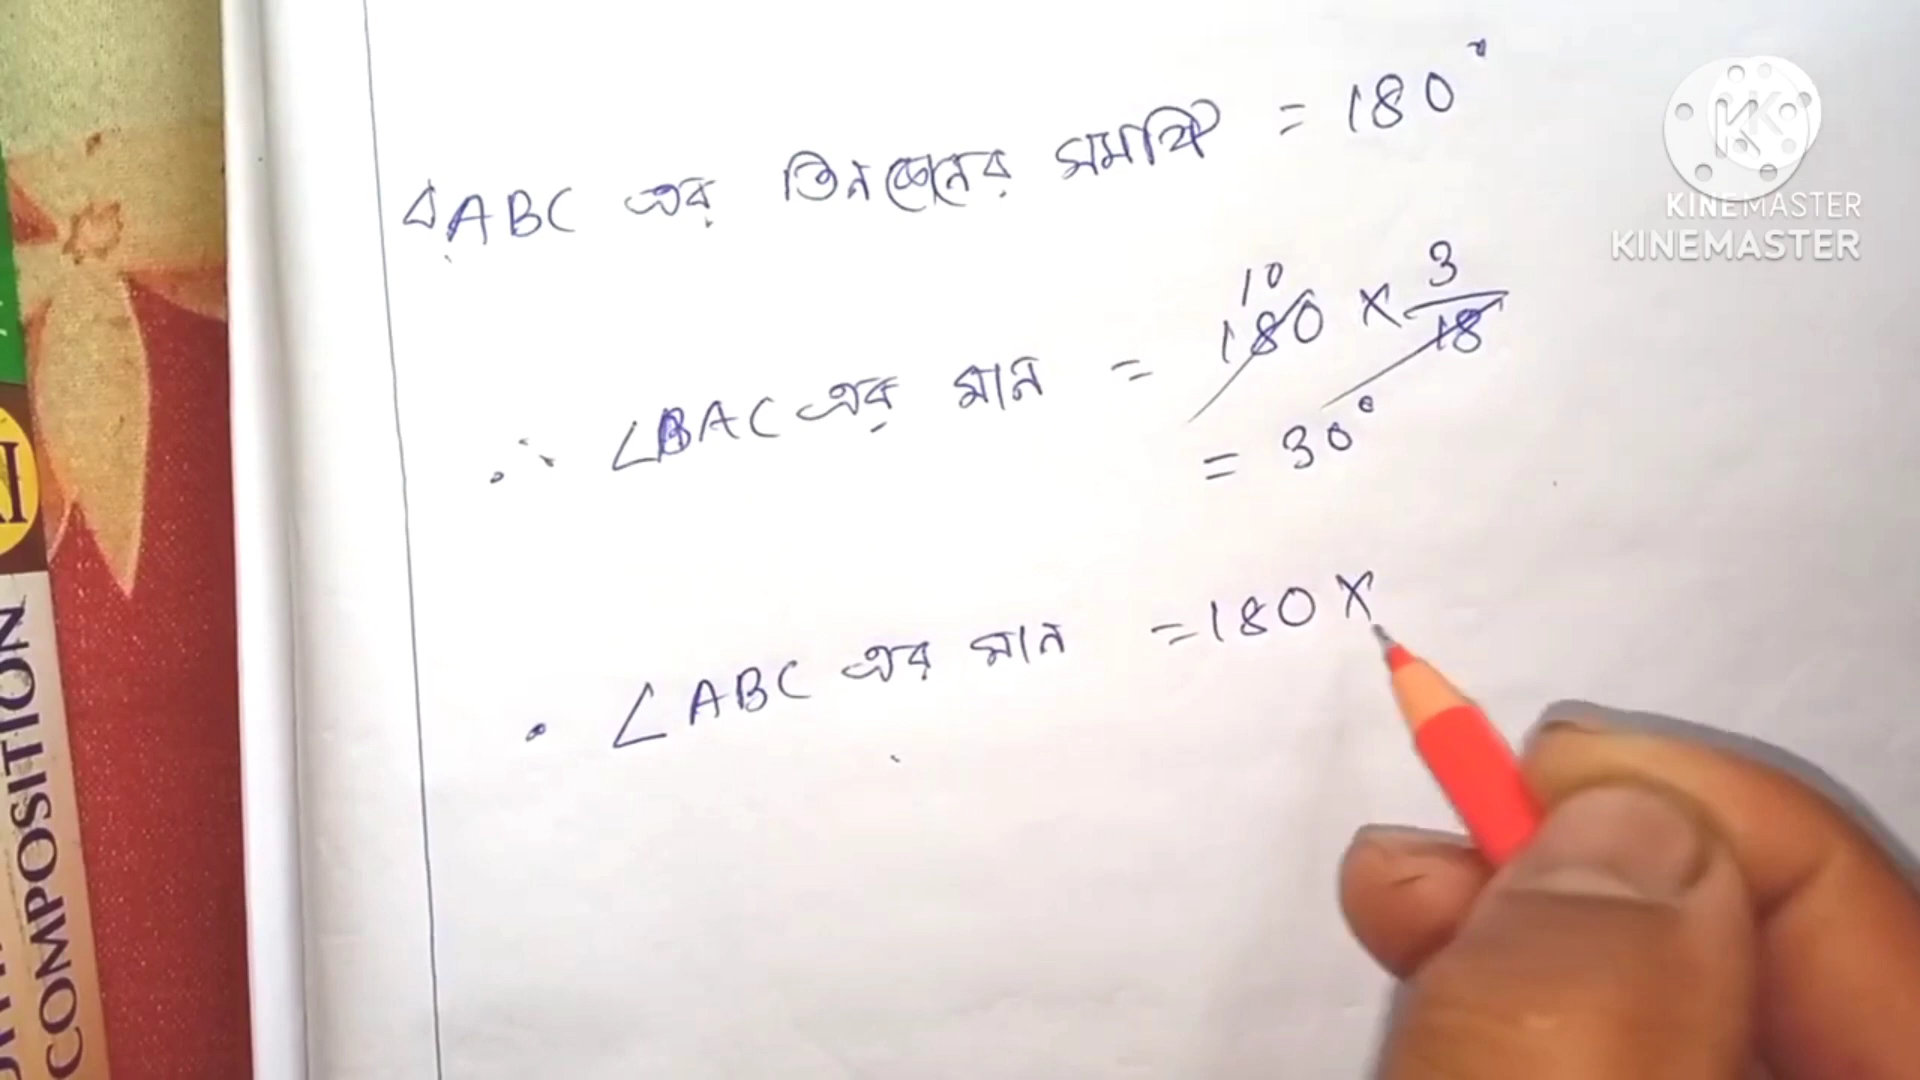 △ABC এর তিনকোনের সমষ্টি = 180°
∴ ∠BAC এর মান = 180 × 3/18
10
= 30°
∠ABC এর মান = 180 ×
KINEMASTER
KINEMASTER
COMPOSITION